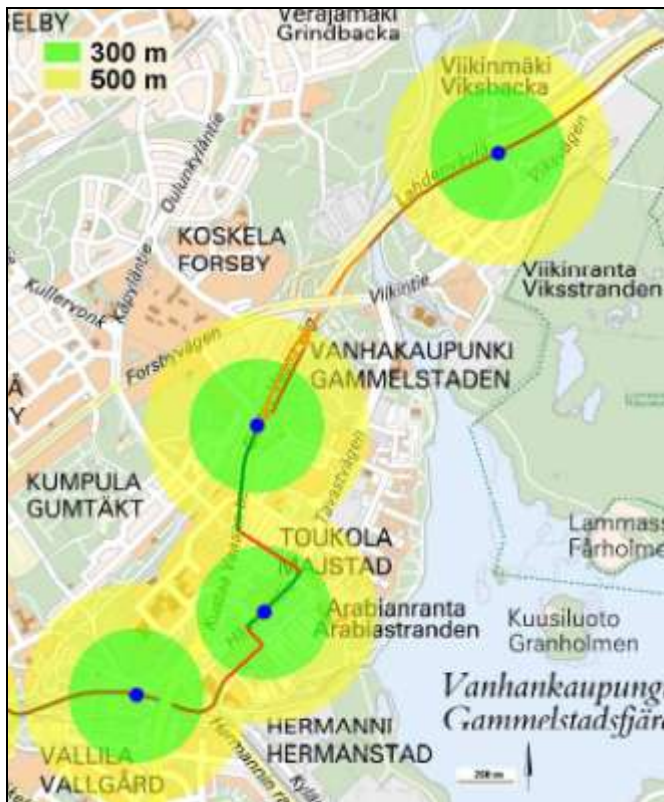 ELBY
300 m
500 m
Veräjämäki
Grindbacka
Viikinmäki
Viksbacka
Oulunkyläntie
Lahdenväylä
Viksvägen
KOSKELA
FORSBY
Käpyläntie
Viikintie
Viikinranta
Viksstranden
Forsbyvägen
VANHAKAUPUNKI
GAMMELSTADEN
Ä
Y
KUMPULA
GUMTÄKT
Tavastvägen
TOUKOLA
MAJSTAD
Lammass
Fårholme
Arabianranta
Arabiastranden
Kuusiluoto
Granholmen
Vanhankaupung
Gammelstadsfjärd
HERMANNI
HERMANSTAD
VALLILA
VALLGÅRD
200 m